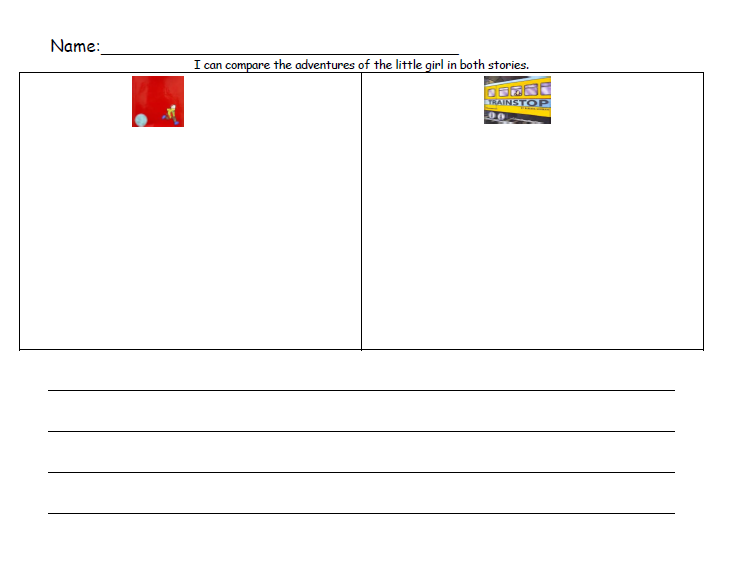 Name:
I can compare the adventures of the little girl in both stories.
TRAINSTOP